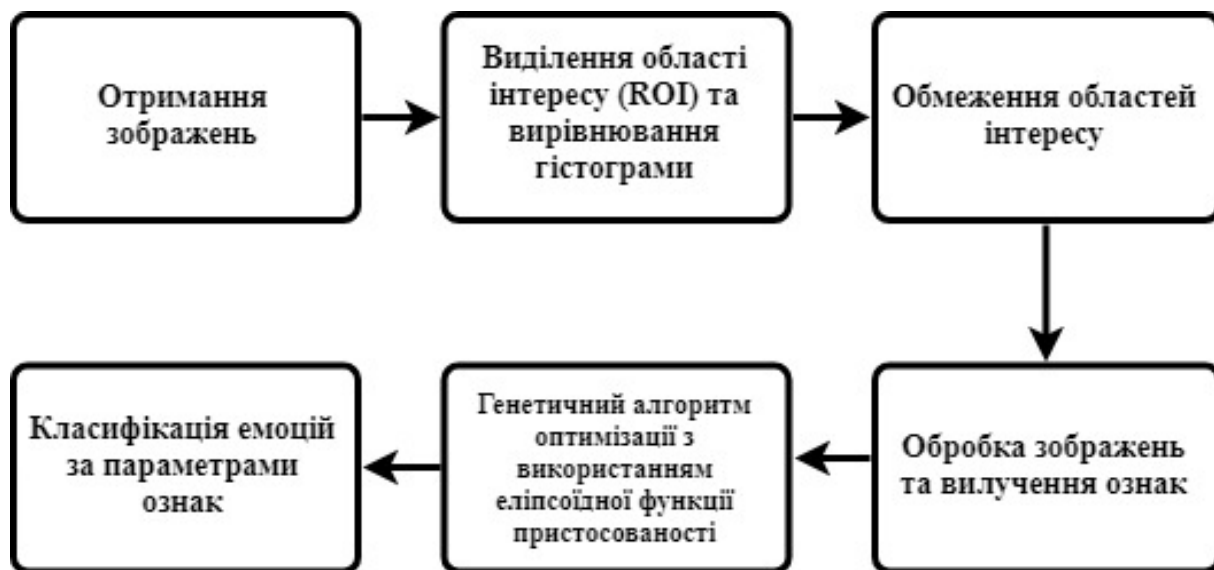 Отримання
зображень
Виділення області
інтересу (ROI) та
вирівнювання
гістограми
Обмеження областей
інтересу
Обробка зображень
та вилучення ознак
Генетичний алгоритм
оптимізації з
використанням
еліпсоїдної функції
пристосованості
Класифікація емоцій
за параметрами
ознак